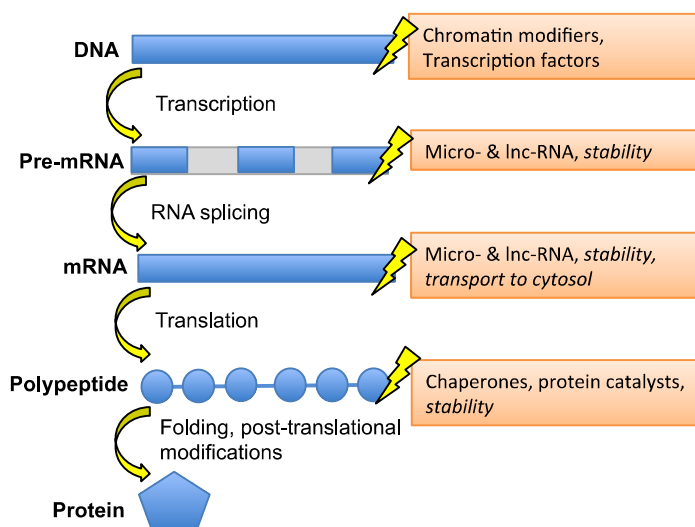 DNA
Chromatin modifiers,
Transcription factors
Transcription
Pre-mRNA
Micro- & lnc-RNA, stability
RNA splicing
mRNA
Micro- & lnc-RNA, stability,
transport to cytosol
Translation
Polypeptide
Chaperones, protein catalysts,
stability
Folding, post-translational
modifications
Protein